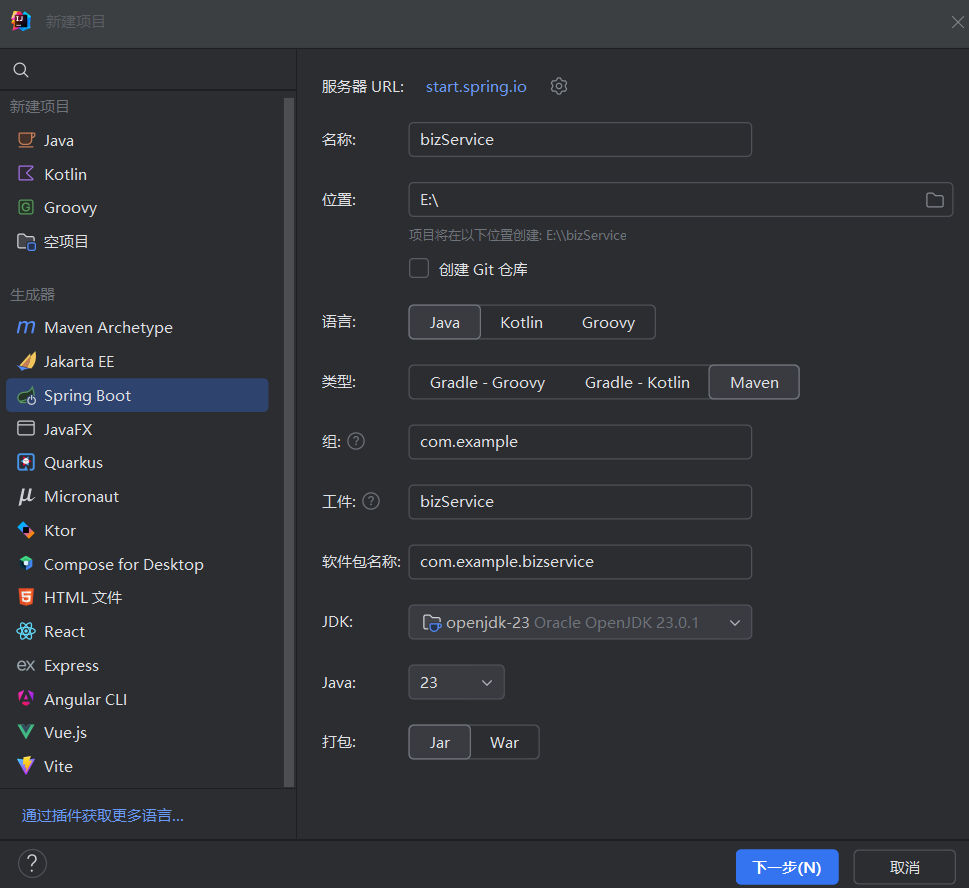 新建项目
新建项目
Java
Kotlin
Groovy
空项目
生成器
Maven Archetype
Jakarta EE
Spring Boot
JavaFX
Quarkus
Micronaut
Ktor
Compose for Desktop
HTML 文件
React
Express
Angular CLI
Vue.js
Vite
通过插件获取更多语言...
服务器 URL: start.spring.io
名称: bizService
位置: E:\
项目将在以下位置创建: E:\\bizService
创建 Git 仓库
语言: Java Kotlin Groovy
类型: Gradle - Groovy Gradle - Kotlin Maven
组: ? com.example
工件: ? bizService
软件包名称: com.example.bizservice
JDK: openjdk-23 Oracle OpenJDK 23.0.1
Java: 23
打包: Jar War
? 下一步(N) 取消